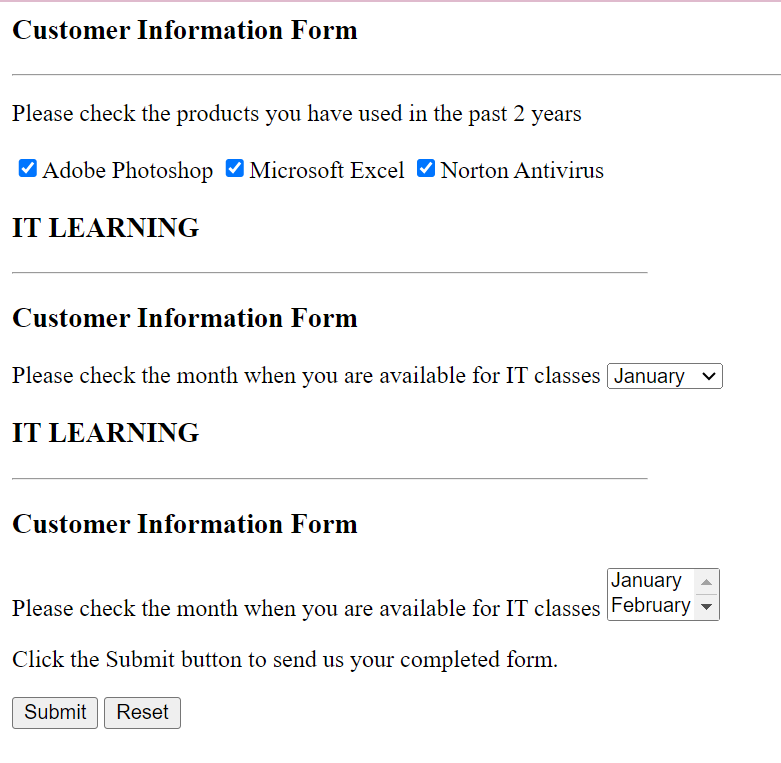 Customer Information Form
Please check the products you have used in the past 2 years
Adobe Photoshop Microsoft Excel Norton Antivirus
IT LEARNING
Customer Information Form
Please check the month when you are available for IT classes January
IT LEARNING
Customer Information Form
January
Please check the month when you are available for IT classes February
Click the Submit button to send us your completed form.
Submit Reset